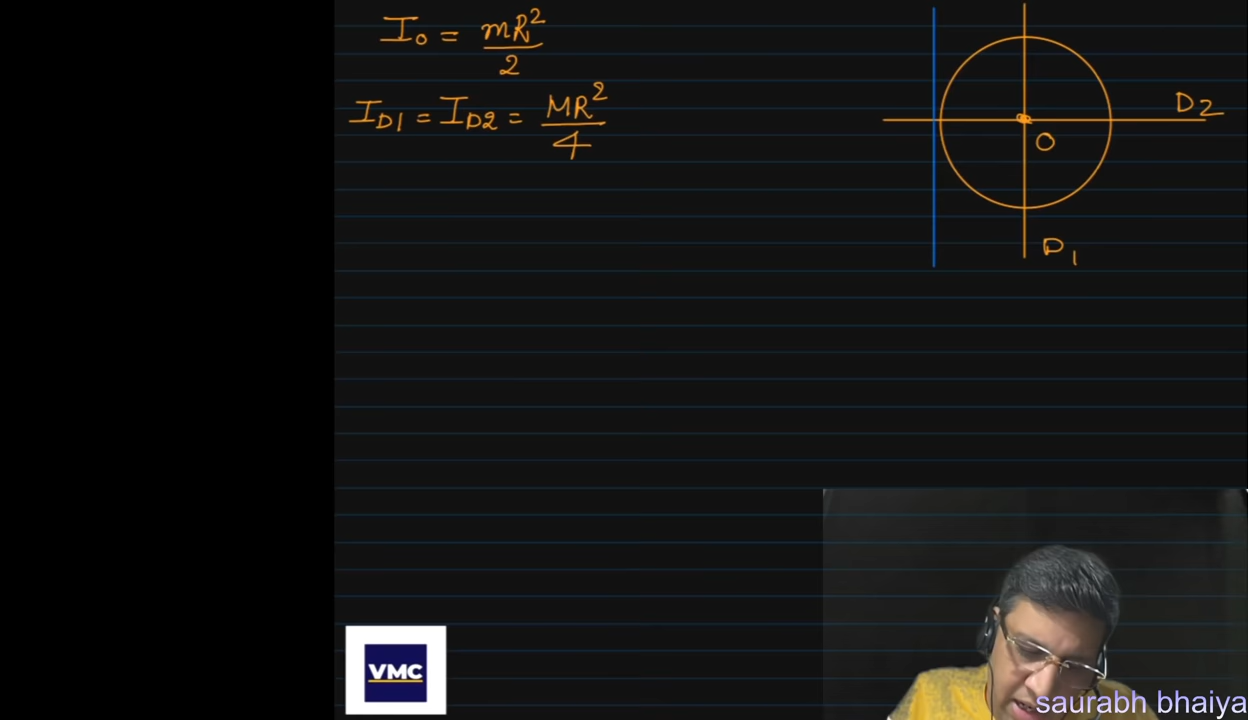 I₀ = mR²/2
I_D1 = I_D2 = MR²/4
D2
O
D1
VMC
saurabh bhaiya